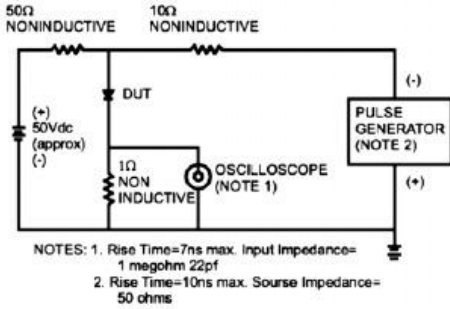 50Ω
NONINDUCTIVE
10Ω
NONINDUCTIVE
DUT
(+)
50Vdc
(approx)
(-)
1Ω
NON
INDUCTIVE
OSCILLOSCOPE
(NOTE 1)
(-)
PULSE
GENERATOR
(NOTE 2)
(+)
NOTES: 1. Rise Time=7ns max. Input Impedance=
1 megohm 22pf
2. Rise Time=10ns max. Sourse Impedance=
50 ohms